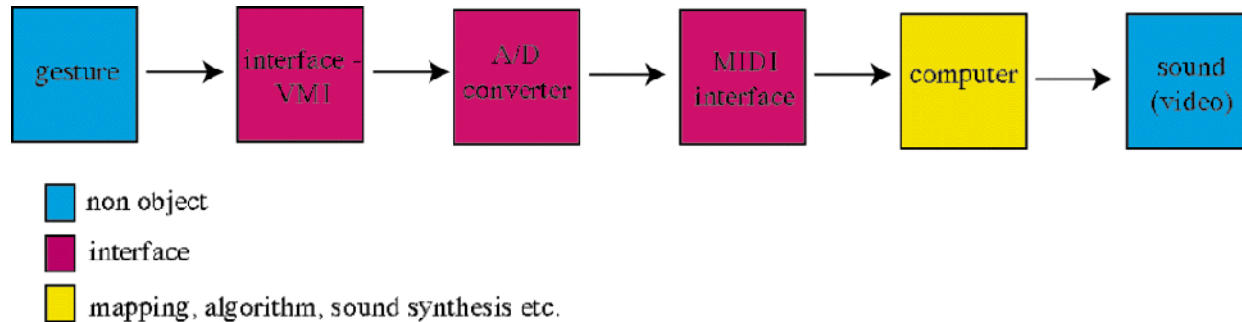 gesture
interface -
VMI
A/D
converter
MIDI
interface
computer
sound
(video)
non object
interface
mapping, algorithm, sound synthesis etc.